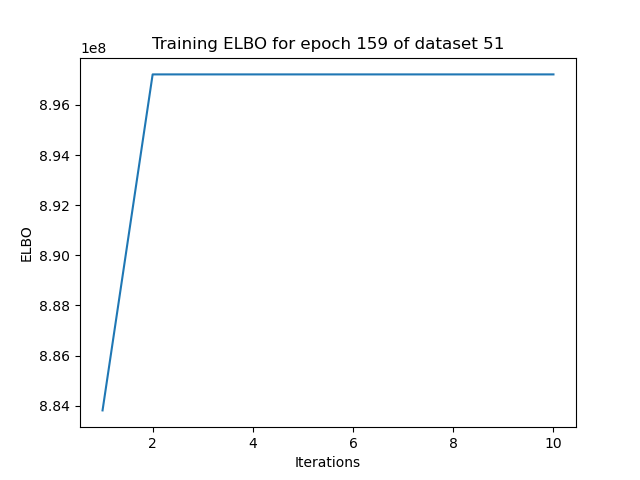 Training ELBO for epoch 159 of dataset 51
1e8
8.96
8.94
8.92
8.90
8.88
8.86
8.84
ELBO
2 4 6 8 10
Iterations